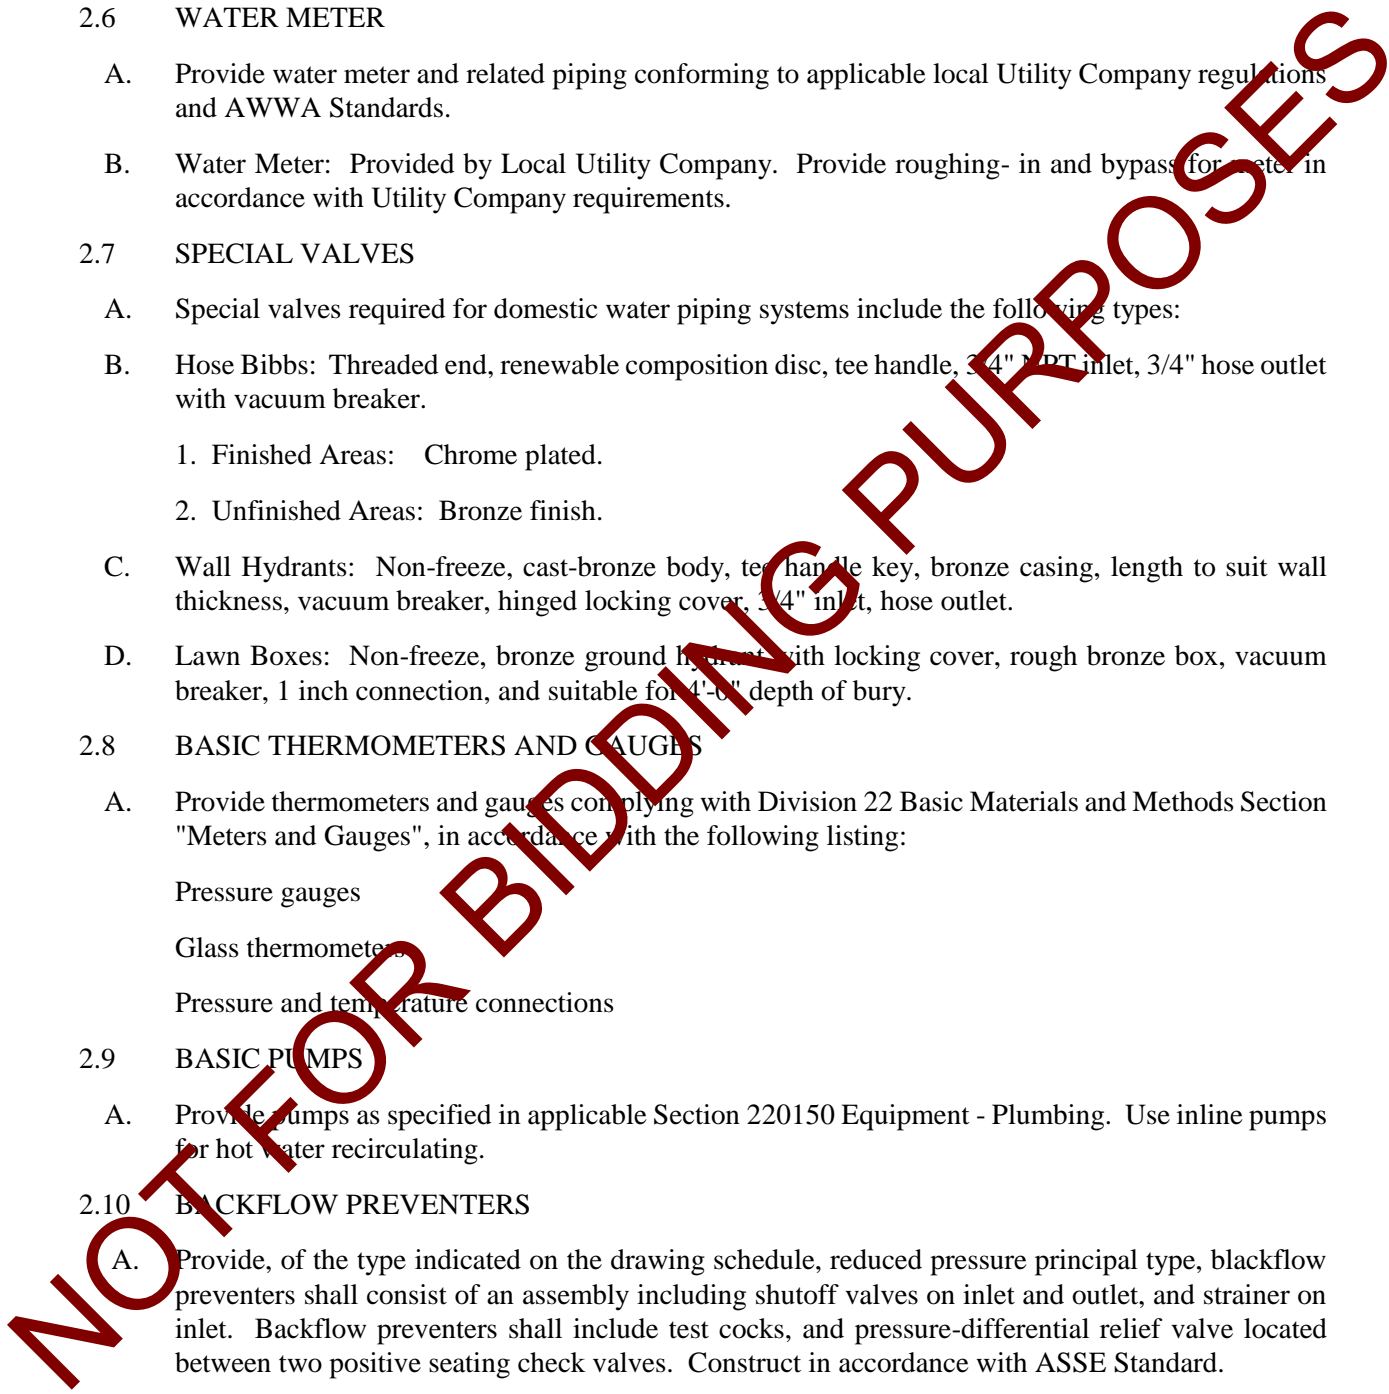 2.6 WATER METER
A. Provide water meter and related piping conforming to applicable local Utility Company regulations
and AWWA Standards.
B. Water Meter: Provided by Local Utility Company. Provide roughing- in and bypass for meter in
accordance with Utility Company requirements.
2.7 SPECIAL VALVES
A. Special valves required for domestic water piping systems include the following types:
B. Hose Bibbs: Threaded end, renewable composition disc, tee handle, 3/4" NPT inlet, 3/4" hose outlet
with vacuum breaker.
1. Finished Areas: Chrome plated.
2. Unfinished Areas: Bronze finish.
C. Wall Hydrants: Non-freeze, cast-bronze body, tee handle key, bronze casing, length to suit wall
thickness, vacuum breaker, hinged locking cover, 3/4" inlet, hose outlet.
D. Lawn Boxes: Non-freeze, bronze ground hydrant with locking cover, rough bronze box, vacuum
breaker, 1 inch connection, and suitable for 4'-0" depth of bury.
2.8 BASIC THERMOMETERS AND GAUGES
A. Provide thermometers and gauges complying with Division 22 Basic Materials and Methods Section
"Meters and Gauges", in accordance with the following listing:
Pressure gauges
Glass thermometers
Pressure and temperature connections
2.9 BASIC PUMPS
A. Provide pumps as specified in applicable Section 220150 Equipment - Plumbing. Use inline pumps
for hot water recirculating.
2.10 BACKFLOW PREVENTERS
A. Provide, of the type indicated on the drawing schedule, reduced pressure principal type, blackflow
preventers shall consist of an assembly including shutoff valves on inlet and outlet, and strainer on
inlet. Backflow preventers shall include test cocks, and pressure-differential relief valve located
between two positive seating check valves. Construct in accordance with ASSE Standard.
NOT FOR BIDDING PURPOSES